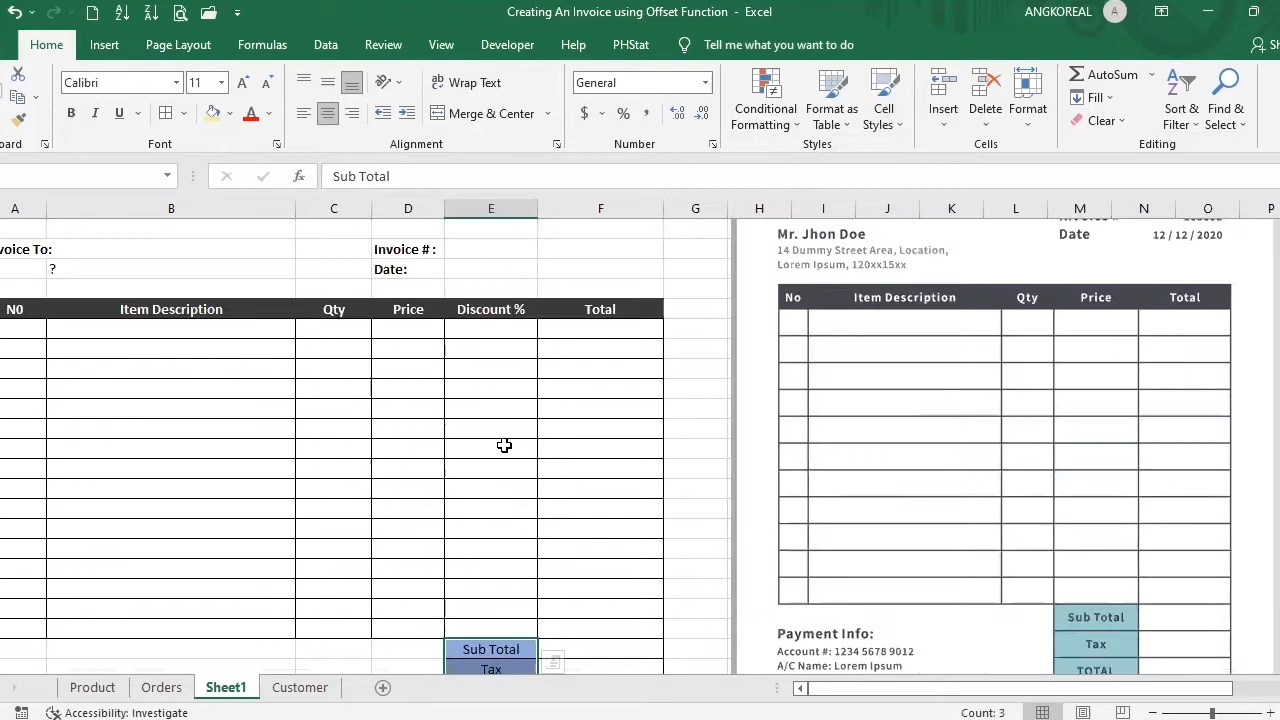 Creating An Invoice using Offset Function - Excel
ANGKOREAL
A
Home Insert Page Layout Formulas Data Review View Developer Help PHStat Tell me what you want to do
Calibri 11
Wrap Text
General
Conditional Formatting
Format as Table
Cell Styles
Insert Delete Format
AutoSum
Fill
Clear
Sort & Filter
Find & Select
B I U
Merge & Center
$ % ,
oard Font Alignment Number Styles Cells Editing
fx Sub Total
A B C D E F G H I J K L M N O P
voice To: Invoice # :
? Date:
N0 Item Description Qty Price Discount % Total
Sub Total
Tax
Mr. Jhon Doe
14 Dummy Street Area, Location,
Lorem Ipsum, 120xx15xx
Date 12 / 12 / 2020
No Item Description Qty Price Total
Sub Total
Tax
TOTAL
Payment Info:
Account #: 1234 5678 9012
A/C Name: Lorem Ipsum
Product Orders Sheet1 Customer
Accessibility: Investigate
Count: 3